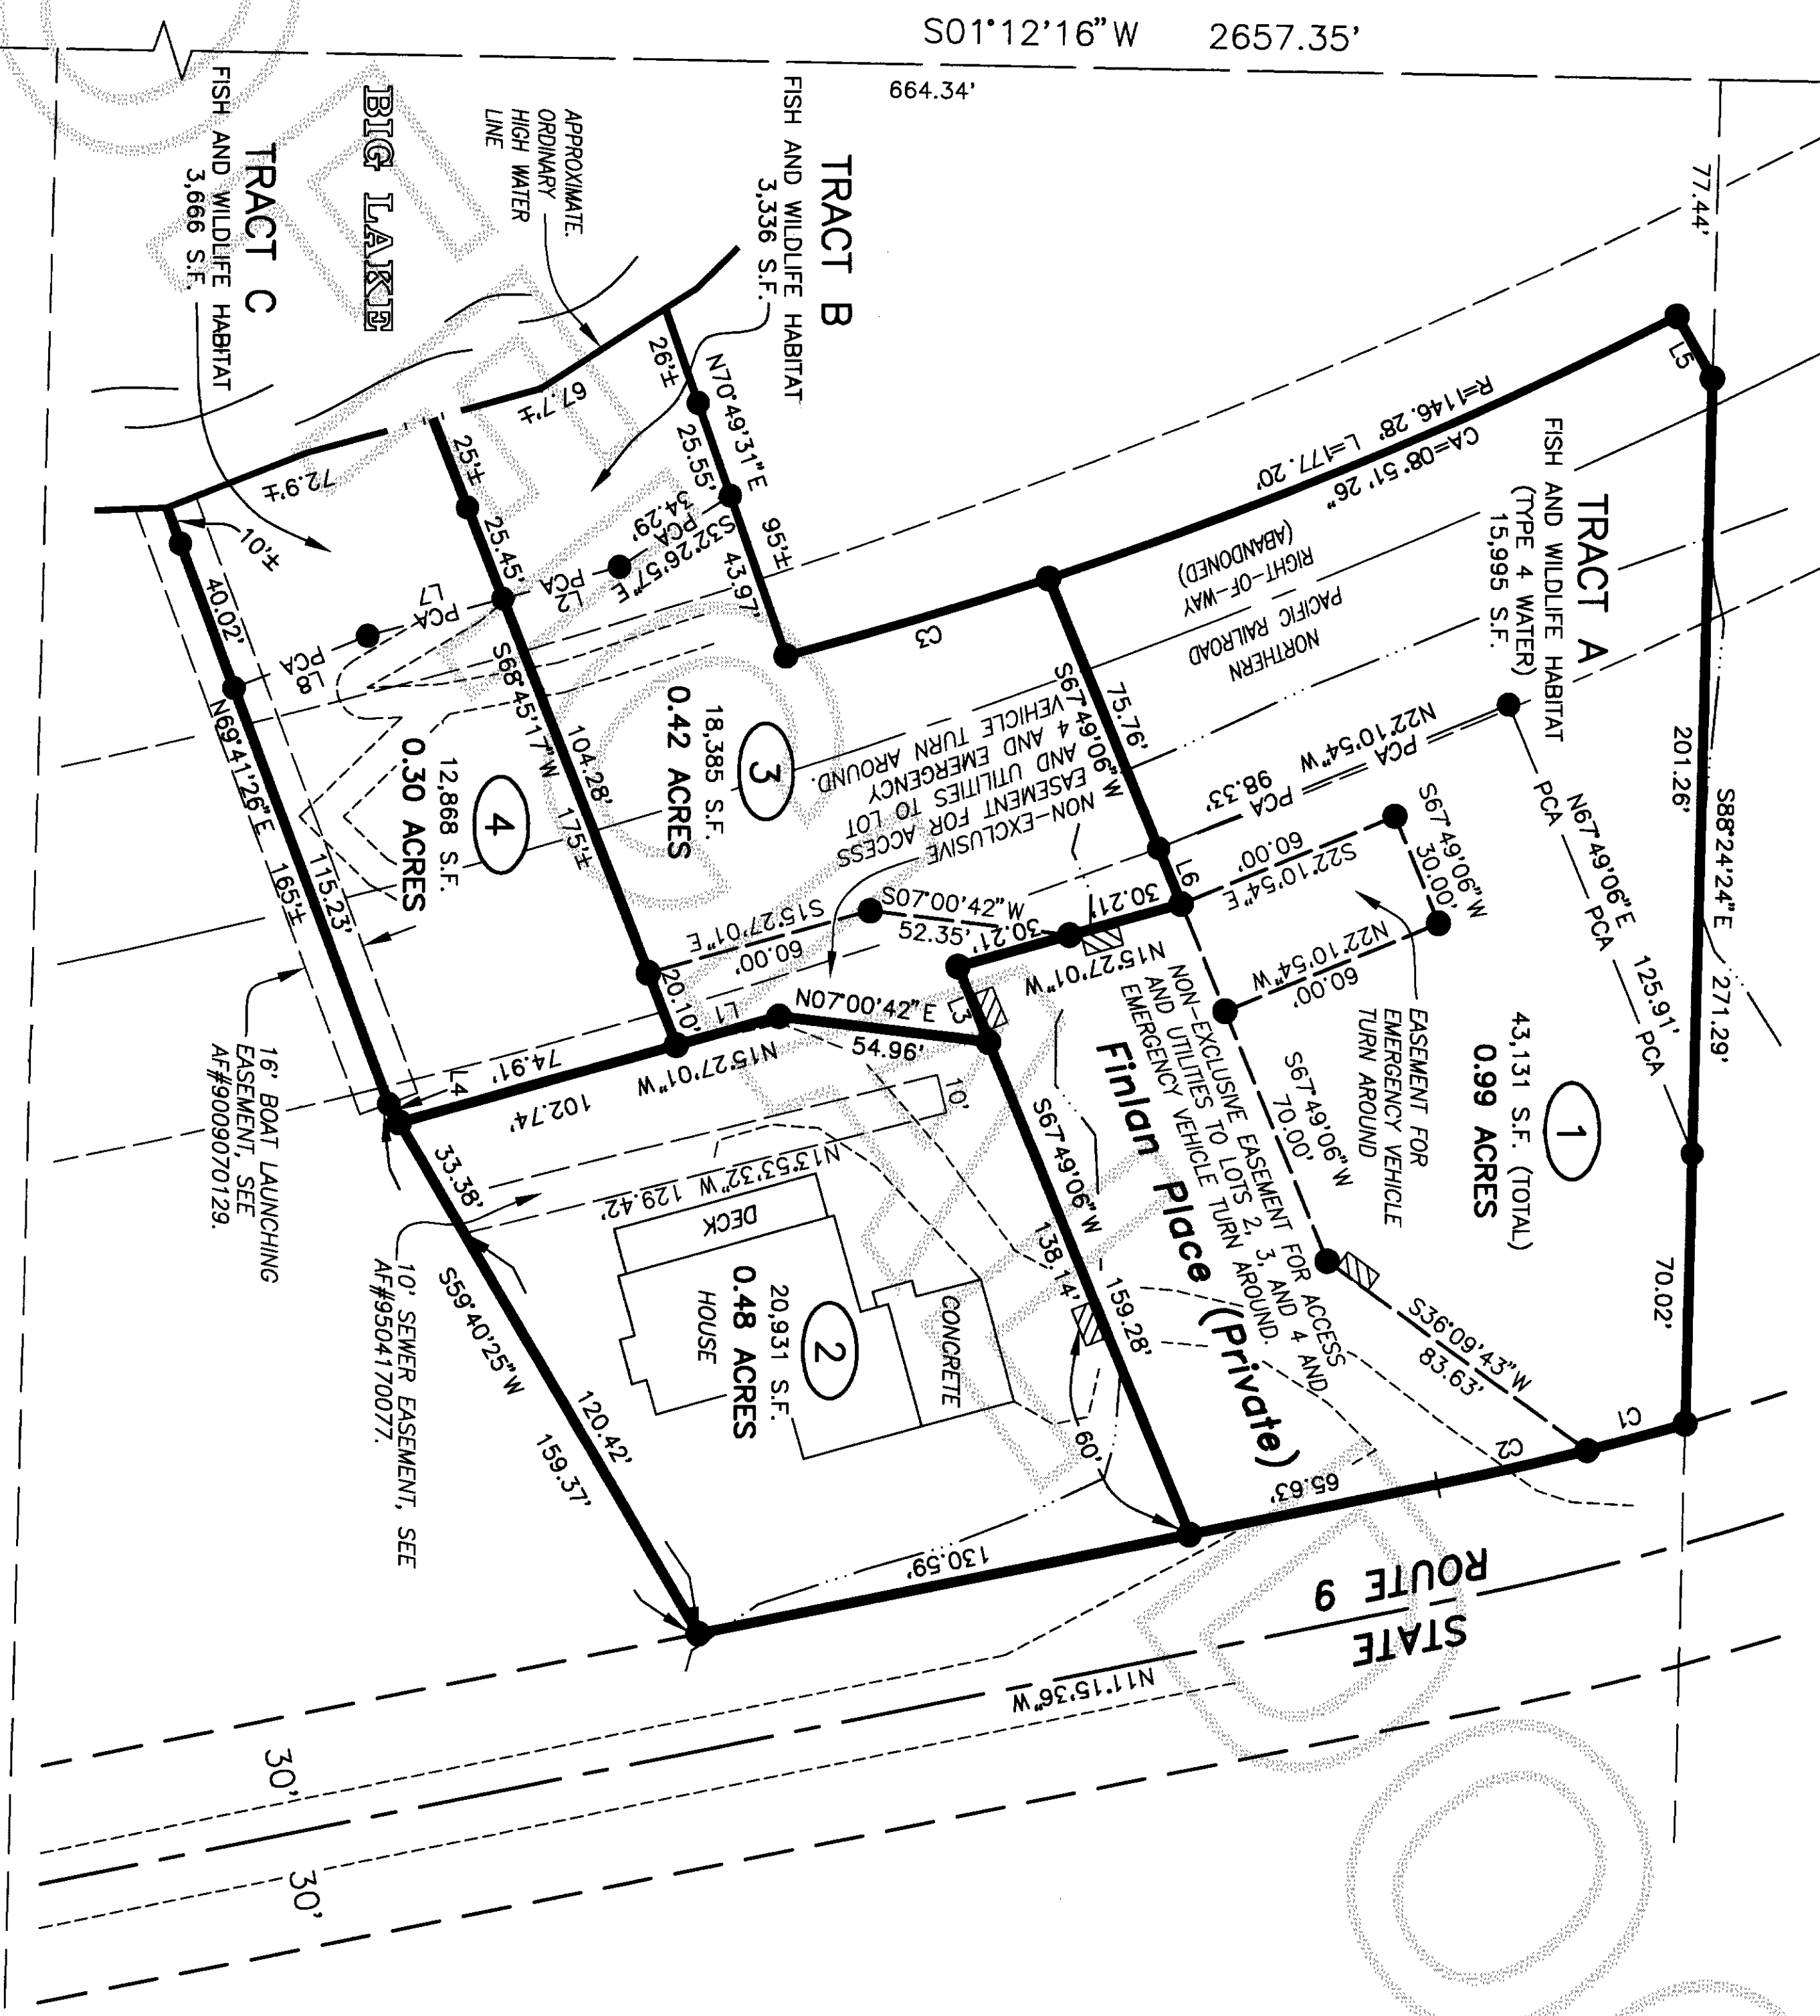 S01°12'16"W 2657.35'
664.34'
77.44'
TRACT C
FISH AND WILDLIFE HABITAT
3,666 S.F.
BIG LAKE
APPROXIMATE.
ORDINARY
HIGH WATER
LINE
TRACT B
FISH AND WILDLIFE HABITAT
3,336 S.F.
TRACT A
FISH AND WILDLIFE HABITAT
(TYPE 4 WATER)
15,995 S.F.
L5
R=1146.28' L=177.20'
CA=08°51'26"
NORTHERN
PACIFIC RAILROAD
RIGHT-OF-WAY
(ABANDONED)
S88°24'24"E 271.29'
201.26'
70.02'
N67°49'06"E 125.91'
PCA PCA PCA
N22°10'54"W
PCA PCA
98.33'
S67°49'06"W
30.00'
S22°10'54"E
60.00'
N22°10'54"W
60.00'
EASEMENT FOR
EMERGENCY VEHICLE
TURN AROUND
1
43,131 S.F. (TOTAL)
0.99 ACRES
S67°49'06"W
70.00'
S36°09'43"W
83.63'
C1
C2
65.63'
S67°49'06"W
75.76'
L6
C3
26'±
N70°49'31"E
25.55'
95'±
43.97'
S32°26'57"E
PCA
34.29'
L2
PCA
67.7'±
25'±
25.45'
PCA
L7
L8
PCA
72.9'±
10'±
40.02'
N69°41'26"E 165'±
115.23'
S68°45'17"W
104.28'
175'±
20.10'
3
18,385 S.F.
0.42 ACRES
4
12,868 S.F.
0.30 ACRES
NON-EXCLUSIVE
EASEMENT FOR ACCESS
AND UTILITIES TO LOT
4 AND EMERGENCY
VEHICLE TURN AROUND.
S15°27'01"E
60.00'
S07°00'42"W
52.35'
30.21'
30.21'
N15°27'01"W
L3
N07°00'42"E
54.96'
L1
N15°27'01"W
74.91'
102.74'
L4
NON-EXCLUSIVE EASEMENT FOR ACCESS
AND UTILITIES TO LOTS 2, 3, AND 4 AND
EMERGENCY VEHICLE TURN AROUND.
Finlan Place (Private)
S67°49'06"W
138.14'
159.28'
60'
10'
N13°53'32"W 129.42'
DECK
CONCRETE
2
20,931 S.F.
0.48 ACRES
HOUSE
33.38'
S59°40'25"W
120.42'
159.37'
130.59'
16' BOAT LAUNCHING
EASEMENT, SEE
AF#9009070129.
10' SEWER EASEMENT, SEE
AF#9504170077.
STATE
ROUTE 9
N11°15'36"W
30'
30'